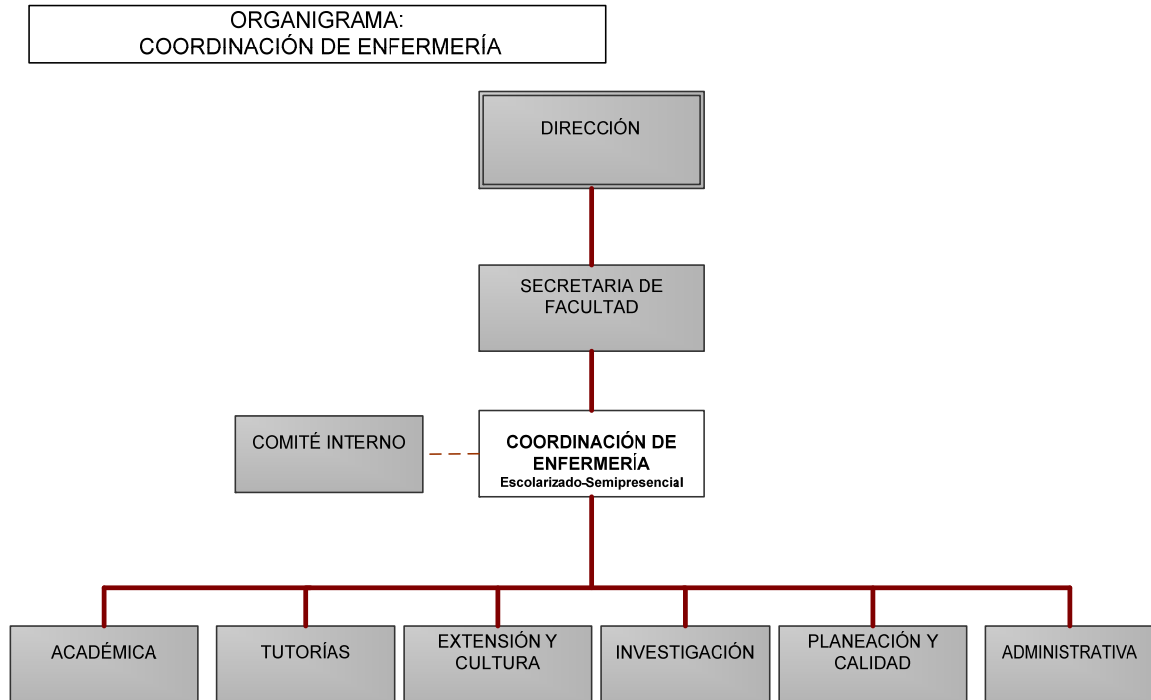 ORGANIGRAMA:
COORDINACIÓN DE ENFERMERÍA
DIRECCIÓN
SECRETARIA DE
FACULTAD
COMITÉ INTERNO
COORDINACIÓN DE
ENFERMERÍA
Escolarizado-Semipresencial
ACADÉMICA
TUTORÍAS
EXTENSIÓN Y
CULTURA
INVESTIGACIÓN
PLANEACIÓN Y
CALIDAD
ADMINISTRATIVA